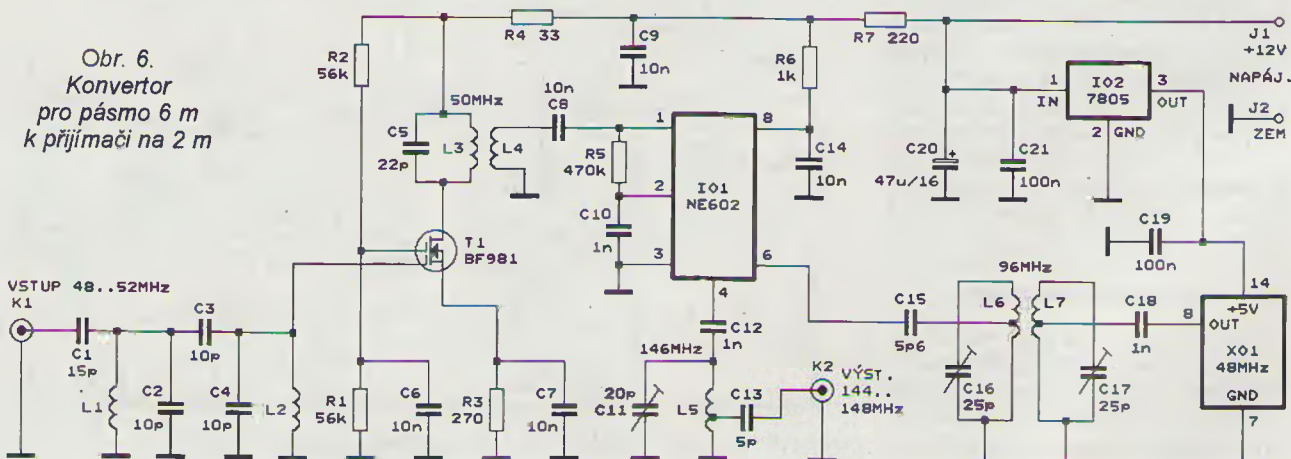 Obr. 6.
Konvertor
pro pásmo 6 m
k přijímači na 2 m
R2
56k
R4 33
C9
10n
R7 220
R6
1k
J1
+12V
NAPÁJ.
J2
ZEM
1
IN
IO2
7805
3
OUT
2 GND
50MHz
C5
22p
L3
L4
10n
C8
R5
470k
1
2
3
4
8
6
IO1
NE602
C14
10n
C20
+
47u/16
C21
100n
C10
1n
T1
BF981
C19
100n
VSTUP 48..52MHz
K1
C1
15p
L1
C2
10p
C3
10p
C4
10p
L2
R1
56k
C6
10n
R3
270
C7
10n
146MHz
C12
1n
20p
C11
L5
C13
5p
K2
VÝST.
144..
148MHz
C15
5p6
96MHz
L6
L7
C16
25p
C17
25p
C18
1n
14
+5V
8
OUT
XO1
48MHz
GND
7